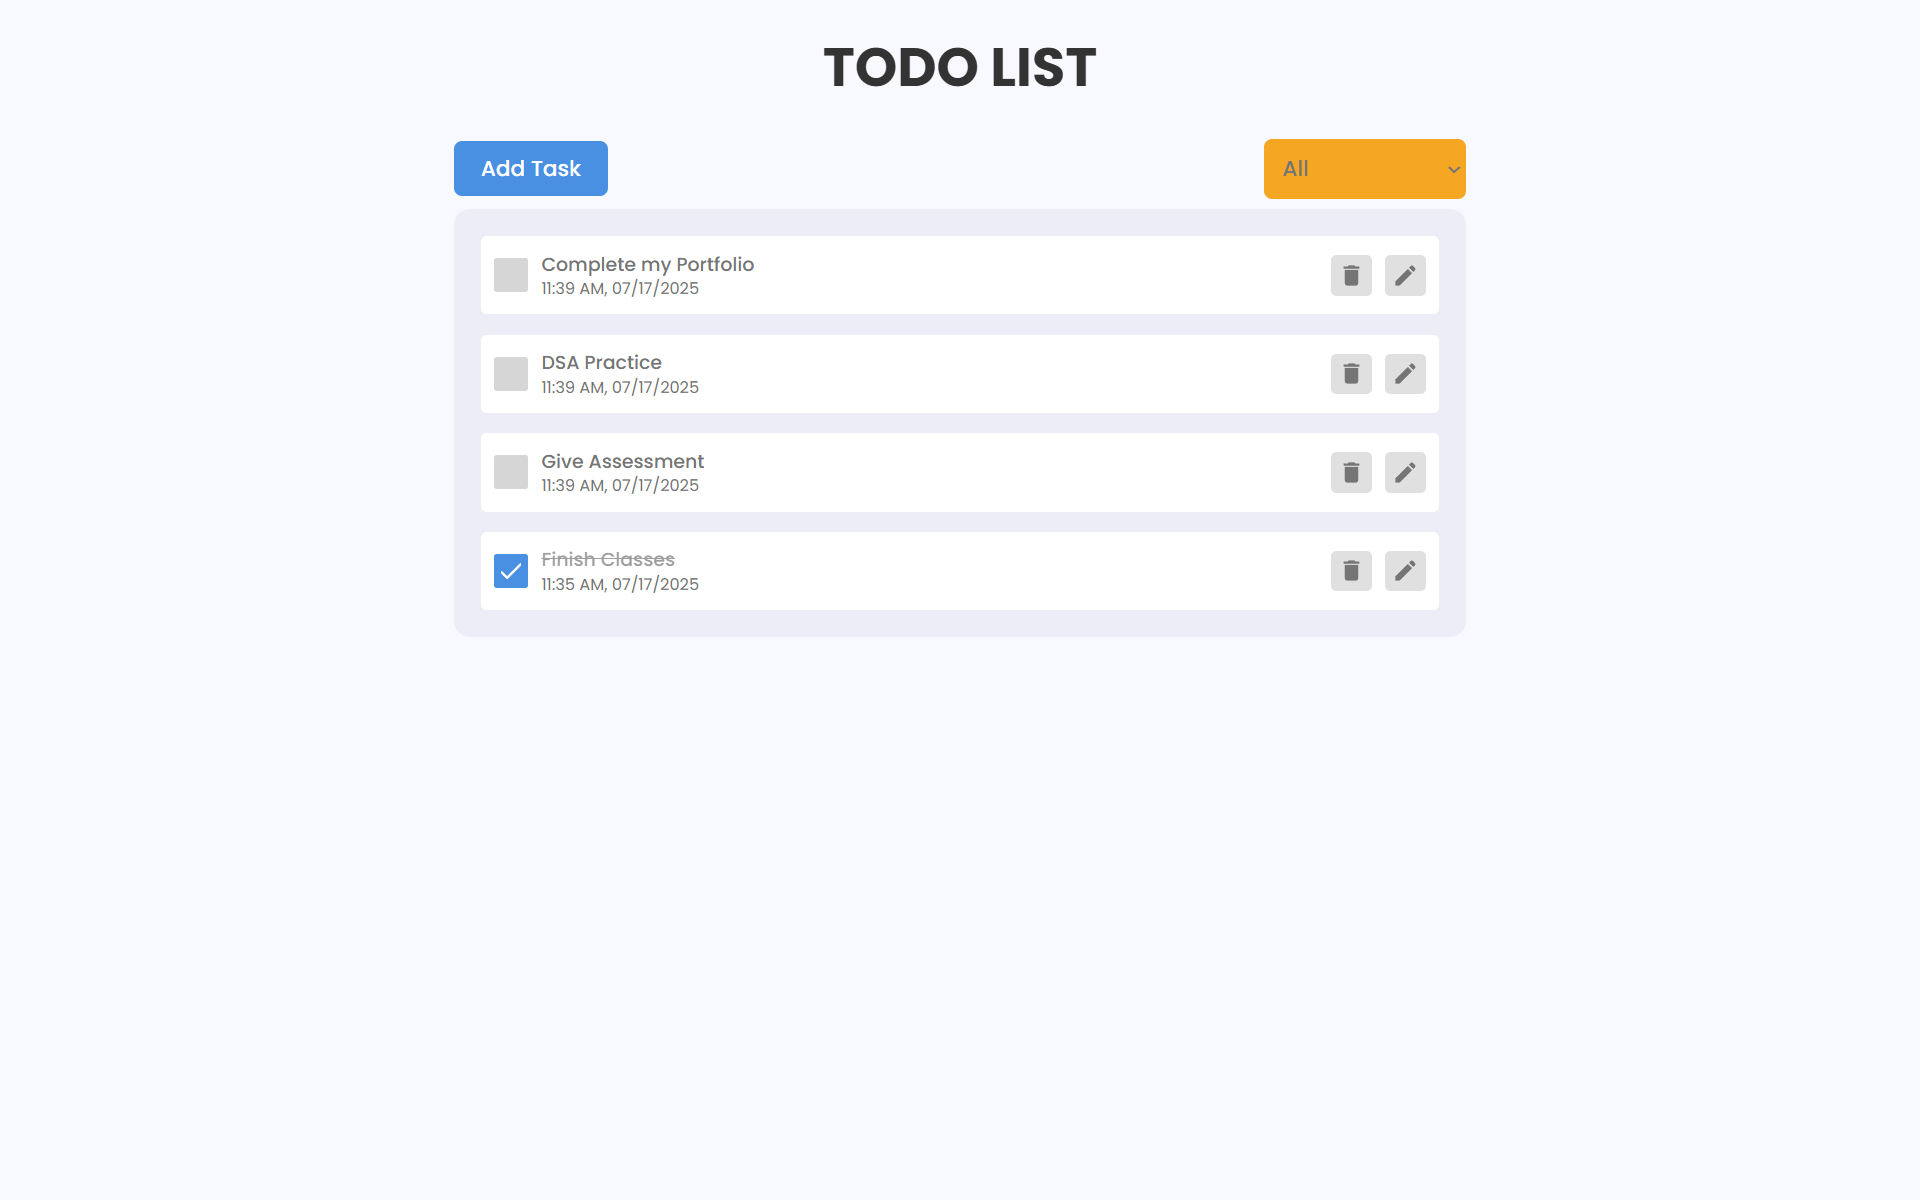 TODO LIST
Add Task
All
Complete my Portfolio
11:39 AM, 07/17/2025
DSA Practice
11:39 AM, 07/17/2025
Give Assessment
11:39 AM, 07/17/2025
Finish Classes
11:35 AM, 07/17/2025